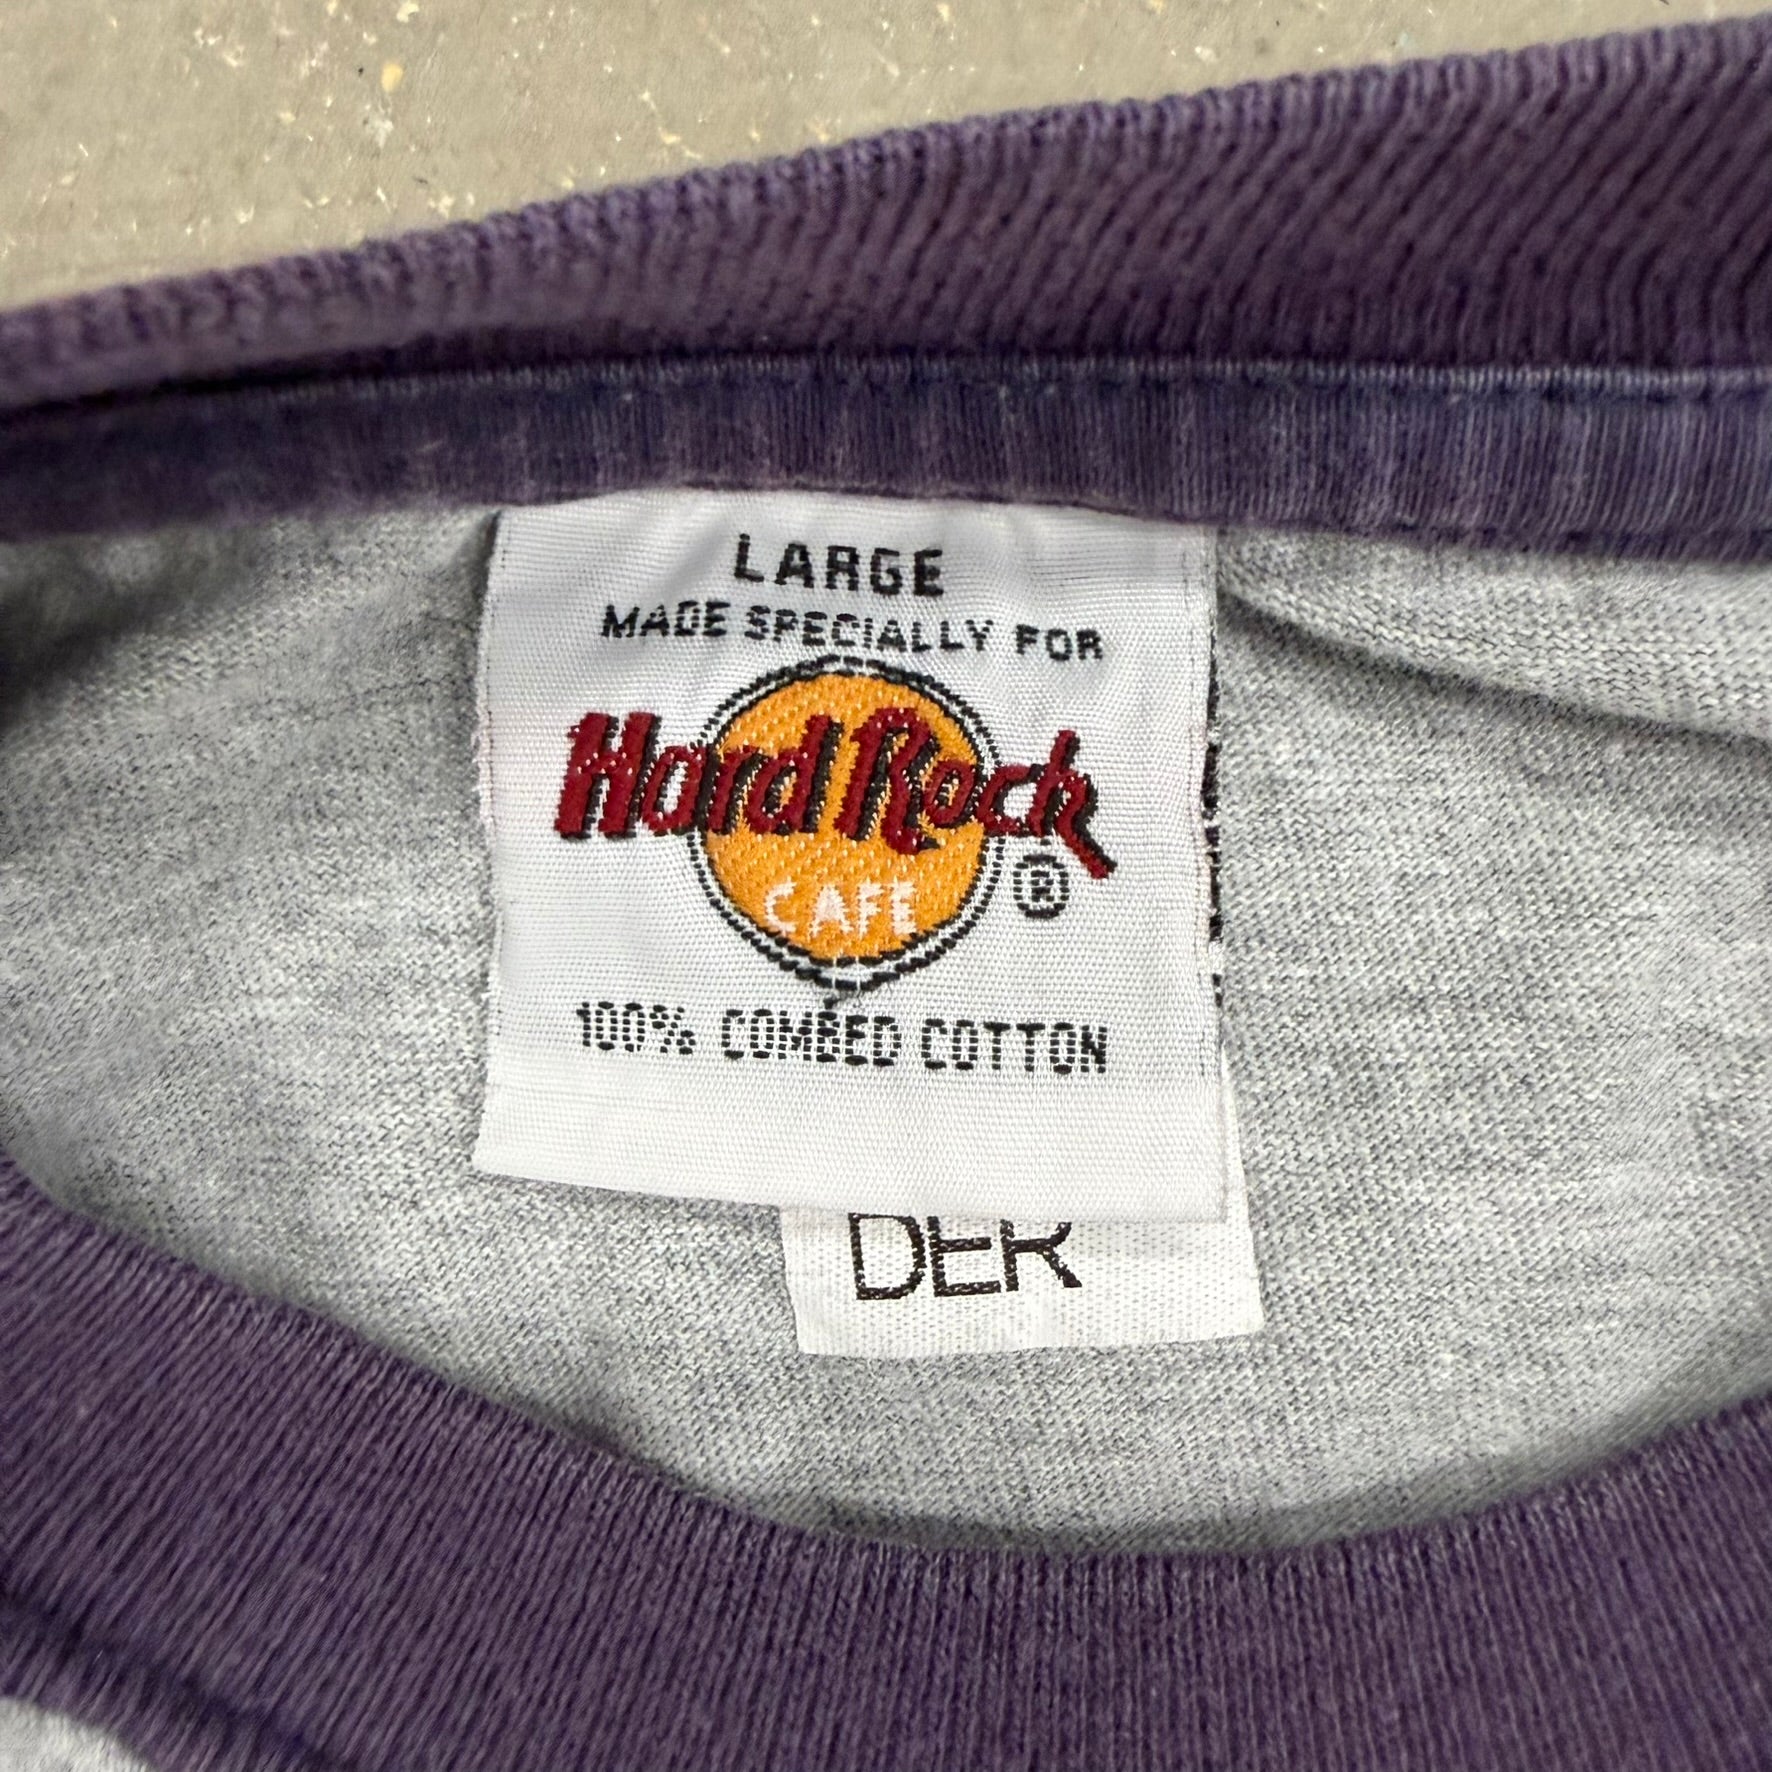 LARGE
MADE SPECIALLY FOR
Hard Rock
CAFE ®
100% COMBED COTTON
DER